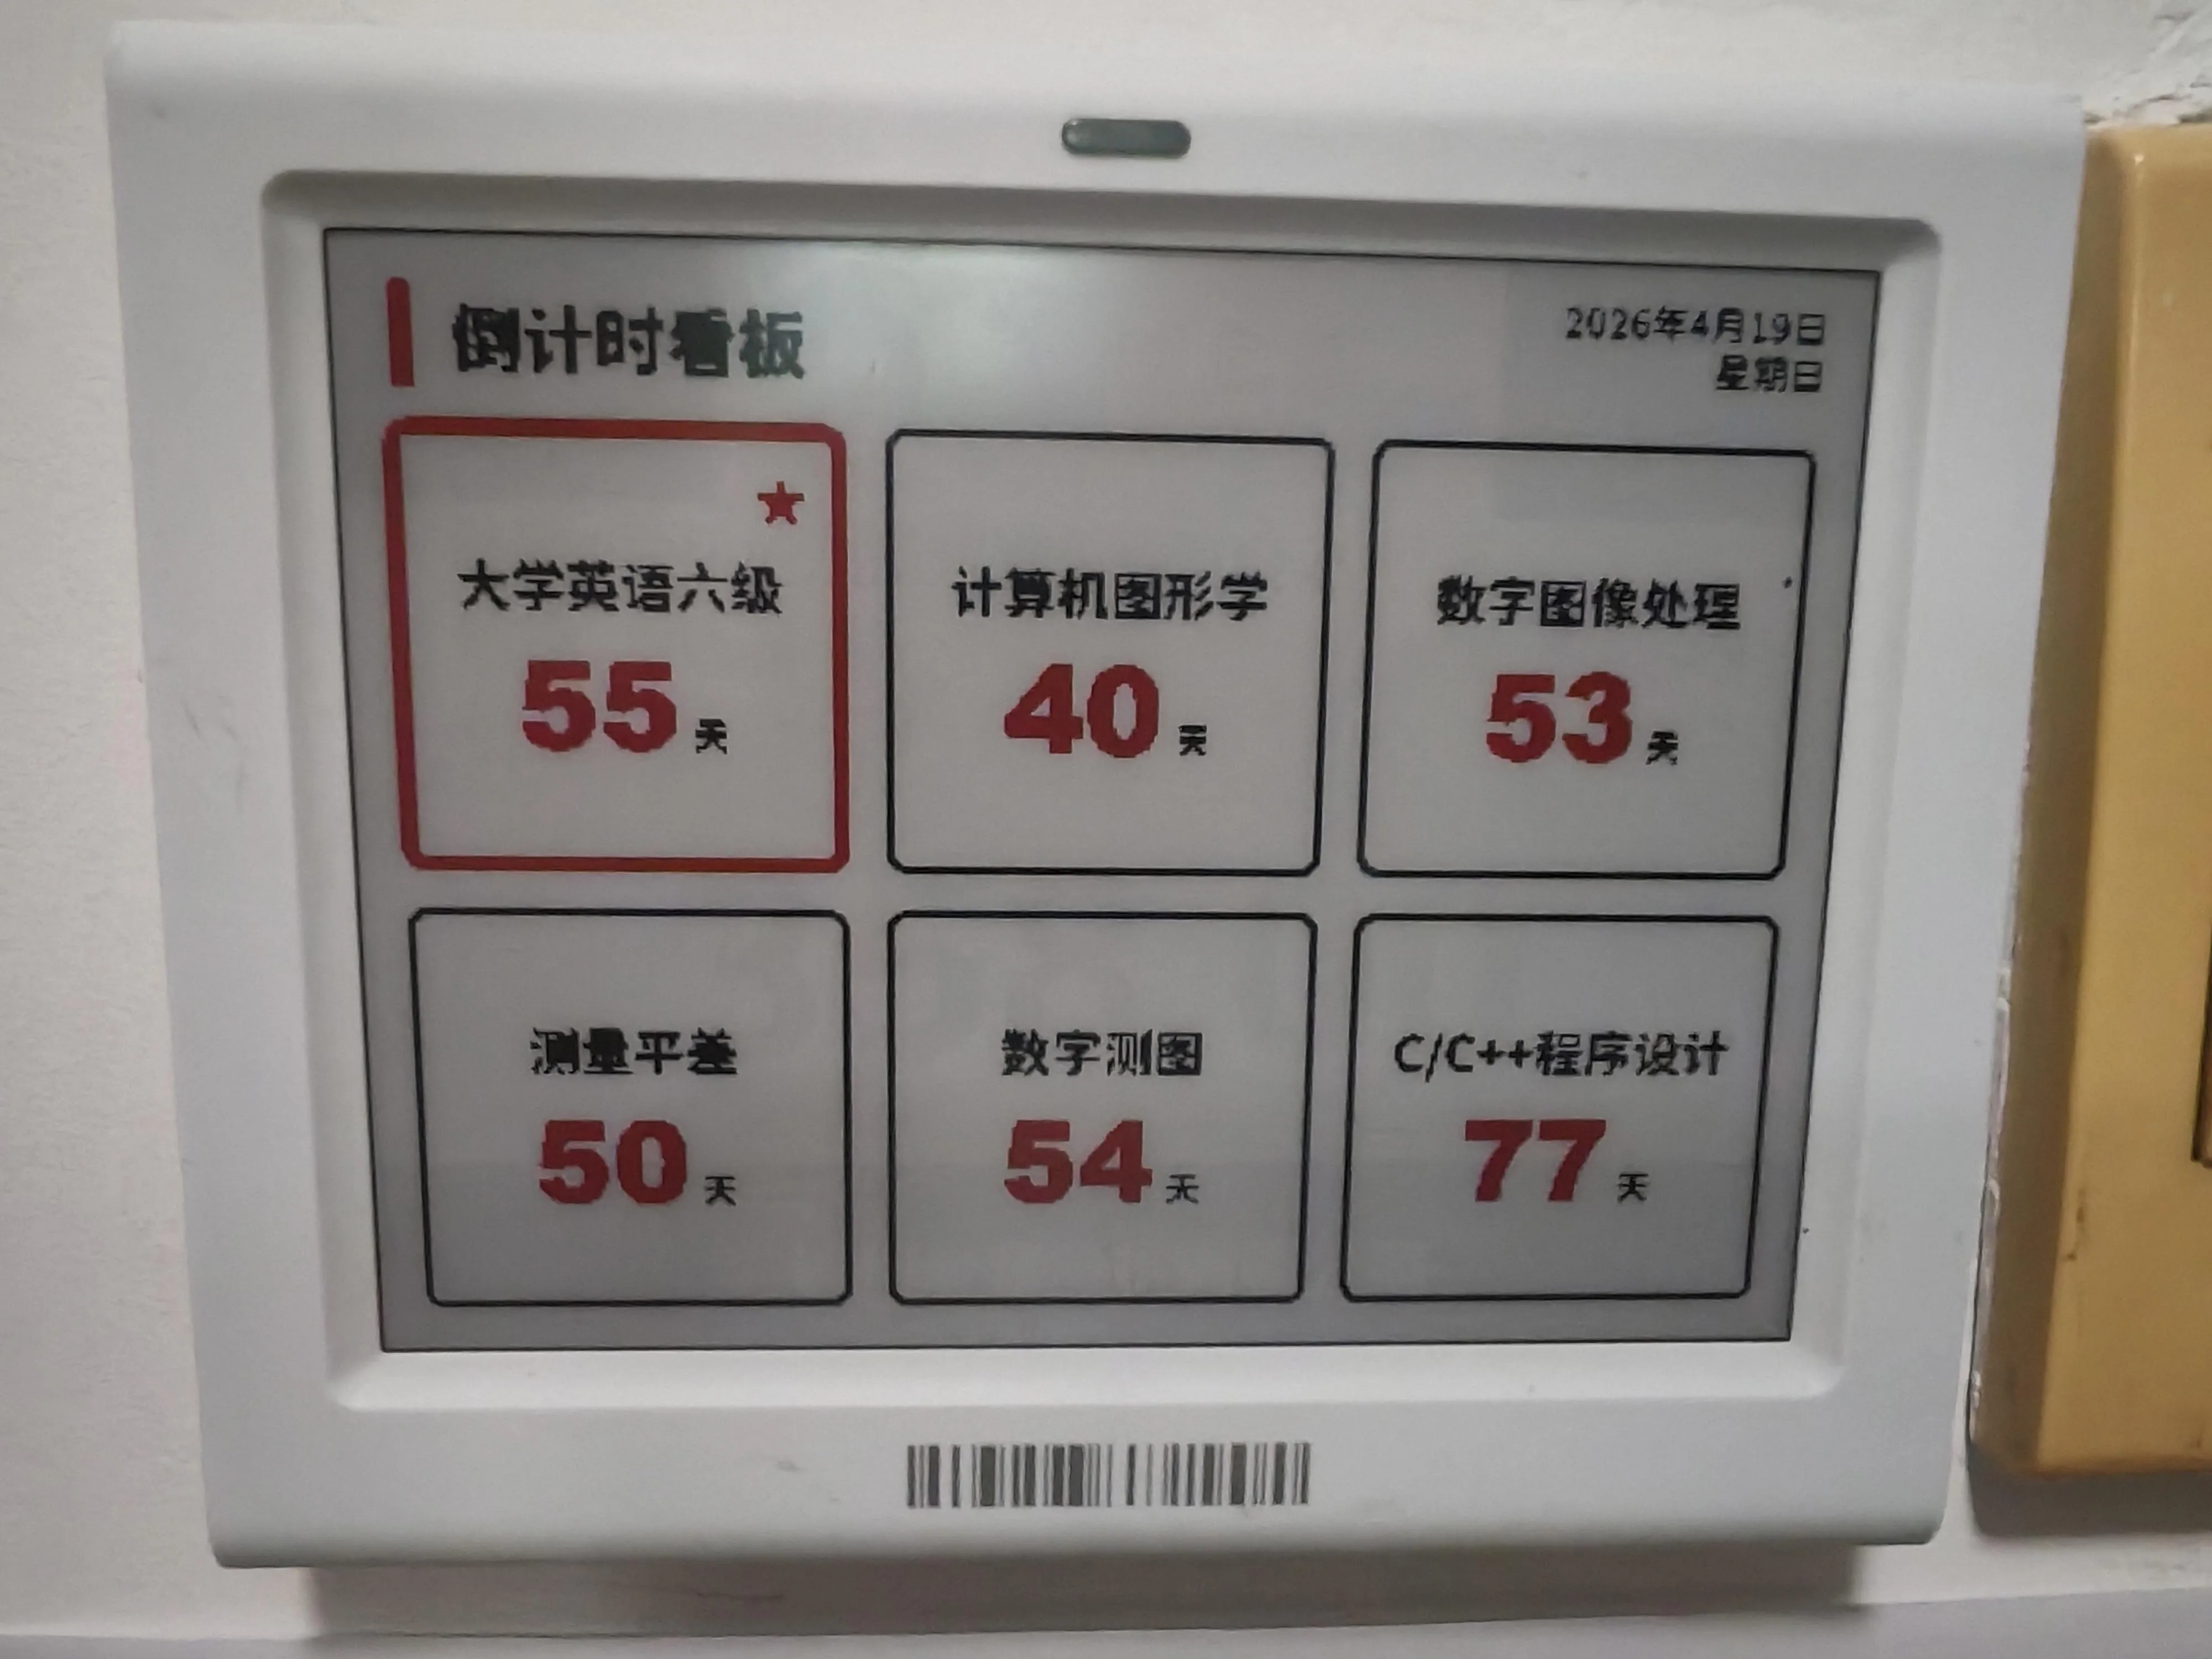 倒计时看板
2026年4月19日
星期日
★
大学英语六级
55天
计算机图形学
40天
数字图像处理
53天
测量平差
50天
数字测图
54天
C/C++程序设计
77天